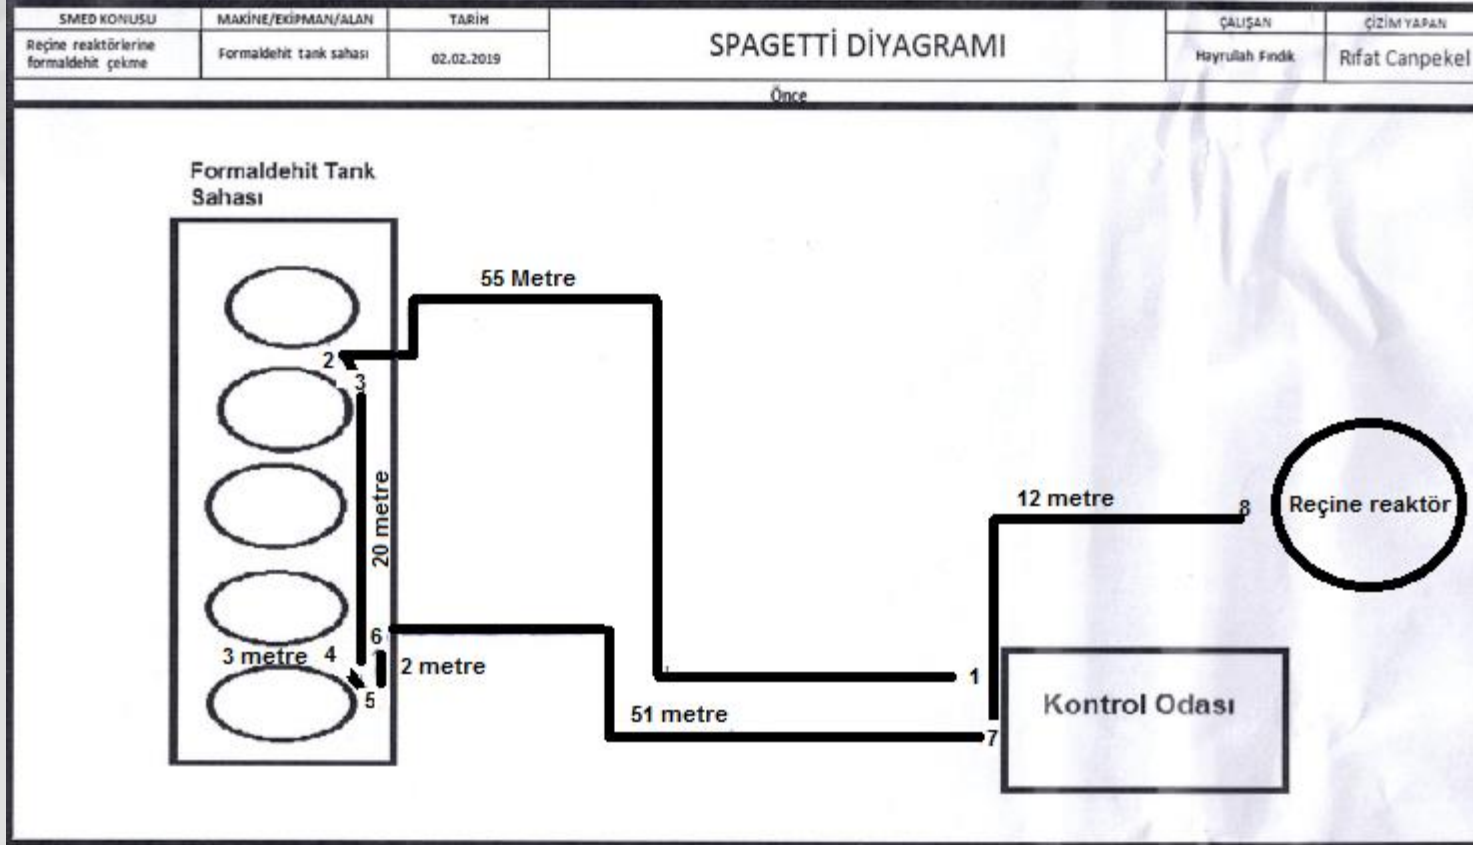 SMED KONUSU
MAKİNE/EKİPMAN/ALAN
TARİH
SPAGETTİ DİYAGRAMI
ÇALIŞAN
ÇİZİM YAPAN
Reçine reaktörlerine
formaldehit çekme
Formaldehit tank sahası
02.02.2019
Hayrullah Fındık
Rıfat Canpekel
Önce
Formaldehit Tank
Sahası
55 Metre
2
3
20 metre
12 metre
8
Reçine reaktör
6
3 metre
4
2 metre
5
1
51 metre
7
Kontrol Odası